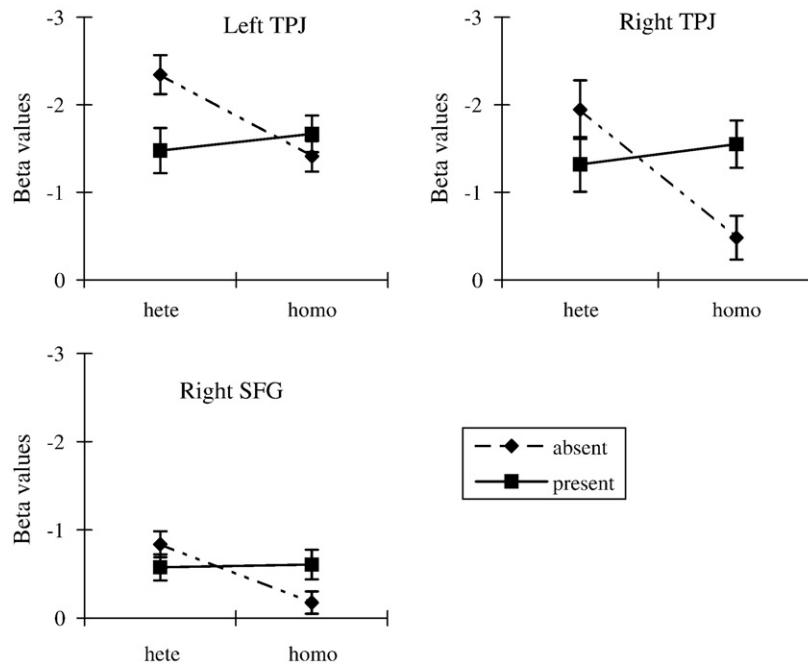 Left TPJ
Beta values
-3
-2
-1
0
hete homo
Right TPJ
Beta values
-3
-2
-1
0
hete homo
Right SFG
Beta values
-3
-2
-1
0
hete homo
absent
present